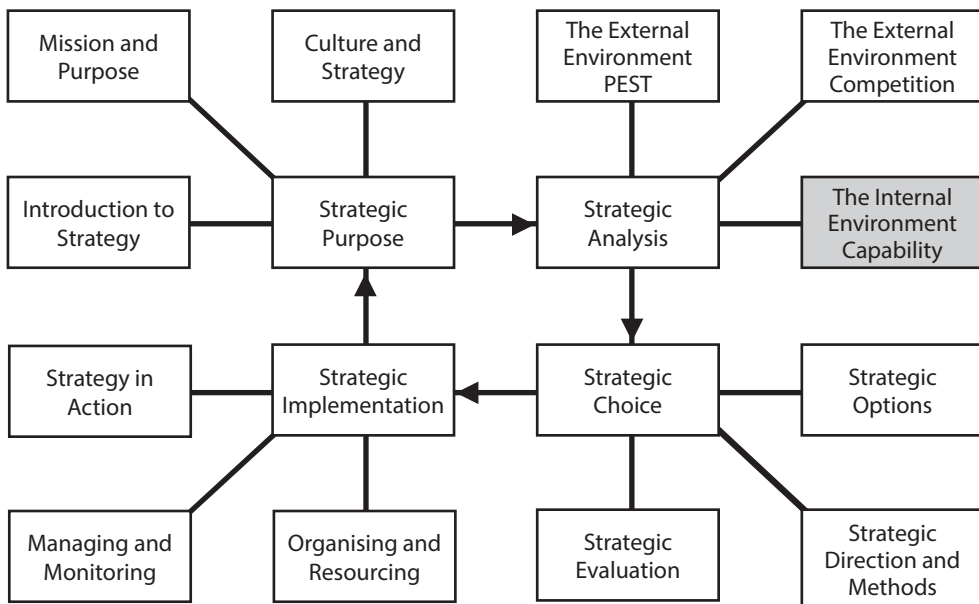 Mission and
Purpose
Culture and
Strategy
The External
Environment
PEST
The External
Environment
Competition
Introduction to
Strategy
Strategic
Purpose
Strategic
Analysis
The Internal
Environment
Capability
Strategy in
Action
Strategic
Implementation
Strategic
Choice
Strategic
Options
Managing and
Monitoring
Organising and
Resourcing
Strategic
Evaluation
Strategic
Direction and
Methods